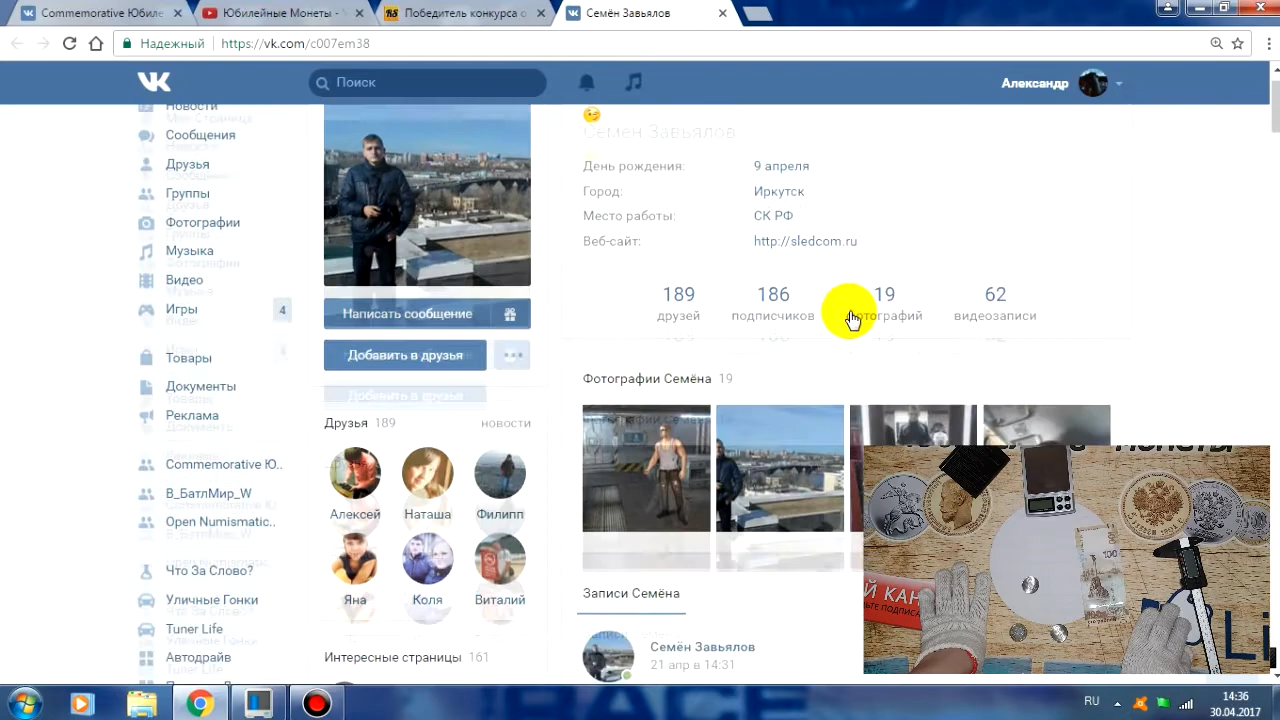 Commemorative Юбиле
Юбилейные Монеты - 
Победитель конкурса о
Семён Завьялов
Надежный
https://vk.com/c007em38
Поиск
Александр
Новости
Сообщения
Друзья
Группы
Фотографии
Музыка
Видео
Игры
4
Товары
Документы
Реклама
Commemorative Ю..
В_БатлМир_W
Open Numismatic..
Что За Слово?
Уличные Гонки
Tuner Life
Автодрайв
Написать сообщение
Добавить в друзья
Друзья 189
новости
Алексей
Наташа
Филипп
Яна
Коля
Виталий
Интересные страницы 161
Семён Завьялов
День рождения: 9 апреля
Город: Иркутск
Место работы: СК РФ
Веб-сайт: http://sledcom.ru
189 186 19 62
друзей подписчиков фотографий видеозаписи
Фотографии Семёна 19
Записи Семёна
Семён Завьялов
21 апр в 14:31
100
RU
14:36
30.04.2017